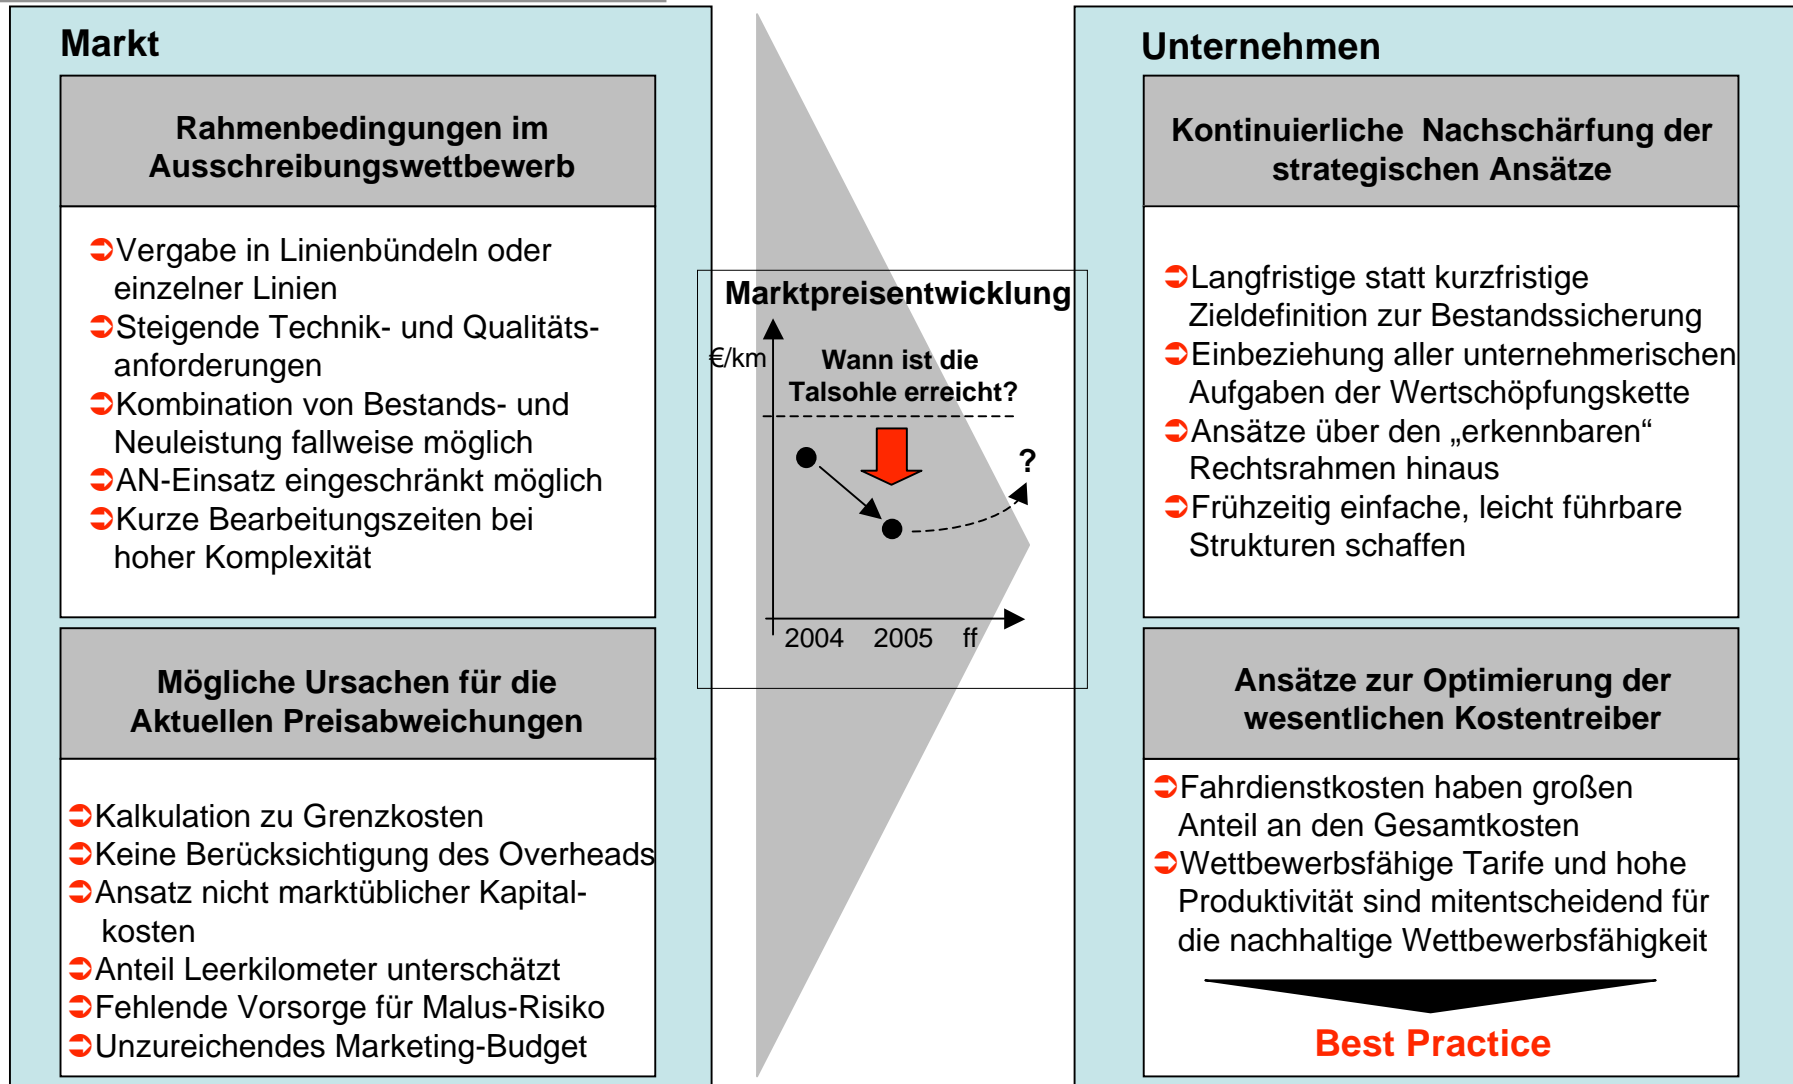 Markt
Rahmenbedingungen im
Ausschreibungswettbewerb
➲Vergabe in Linienbündeln oder
einzelner Linien
➲Steigende Technik- und Qualitäts-
anforderungen
➲Kombination von Bestands- und
Neuleistung fallweise möglich
➲AN-Einsatz eingeschränkt möglich
➲Kurze Bearbeitungszeiten bei
hoher Komplexität
Mögliche Ursachen für die
Aktuellen Preisabweichungen
➲Kalkulation zu Grenzkosten
➲Keine Berücksichtigung des Overheads
➲Ansatz nicht marktüblicher Kapital-
kosten
➲Anteil Leerkilometer unterschätzt
➲Fehlende Vorsorge für Malus-Risiko
➲Unzureichendes Marketing-Budget
Marktpreisentwicklung
€/km
Wann ist die
Talsohle erreicht?
?
2004 2005 ff
Unternehmen
Kontinuierliche Nachschärfung der
strategischen Ansätze
➲Langfristige statt kurzfristige
Zieldefinition zur Bestandssicherung
➲Einbeziehung aller unternehmerischen
Aufgaben der Wertschöpfungskette
➲Ansätze über den „erkennbaren“
Rechtsrahmen hinaus
➲Frühzeitig einfache, leicht führbare
Strukturen schaffen
Ansätze zur Optimierung der
wesentlichen Kostentreiber
➲Fahrdienstkosten haben großen
Anteil an den Gesamtkosten
➲Wettbewerbsfähige Tarife und hohe
Produktivität sind mitentscheidend für
die nachhaltige Wettbewerbsfähigkeit
Best Practice